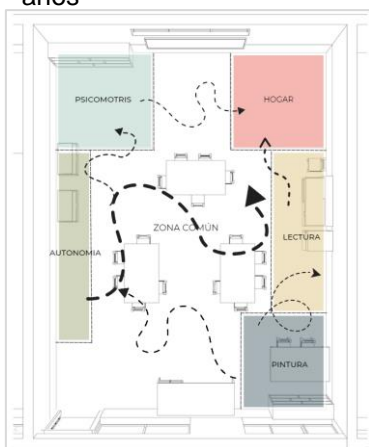 años
PSICOMOTRIS
HOGAR
ZONA COMÚN
LECTURA
AUTONOMIA
PINTURA